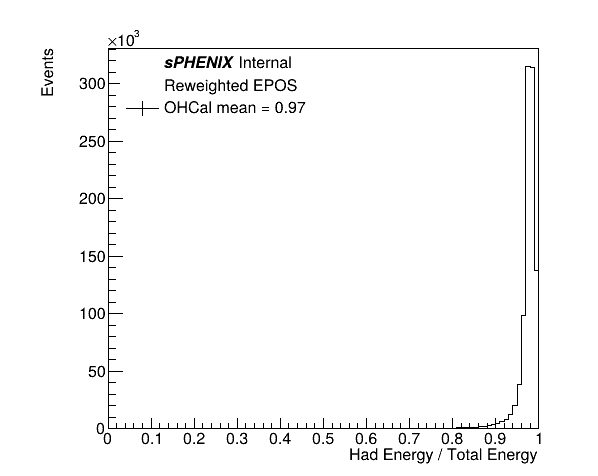 ×10³
Events
sPHENIX Internal
Reweighted EPOS
OHCal mean = 0.97
300
250
200
150
100
50
0
0 0.1 0.2 0.3 0.4 0.5 0.6 0.7 0.8 0.9 1
Had Energy / Total Energy